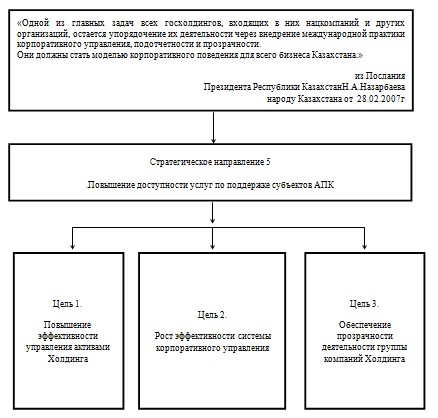 «Одной из главных задач всех госхолдингов, входящих в них нацкомпаний и других
организаций, остается упорядочение их деятельности через внедрение международной практики
корпоративного управления, подотчетности и прозрачности.
Они должны стать моделью корпоративного поведения для всего бизнеса Казахстана.»
из Послания
Президента Республики КазахстанН.А.Назарбаева
народу Казахстана от 28.02.2007г
Стратегическое направление 5
.Повышение доступности услуг по поддержке субъектов АПК
Цель 1.
Повышение
эффективности
управления активами
Холдинга
Цель 2.
Рост эффективности системы
корпоративного управления
Цель 3.
Обеспечение
прозрачности
деятельности группы
компаний Холдинга